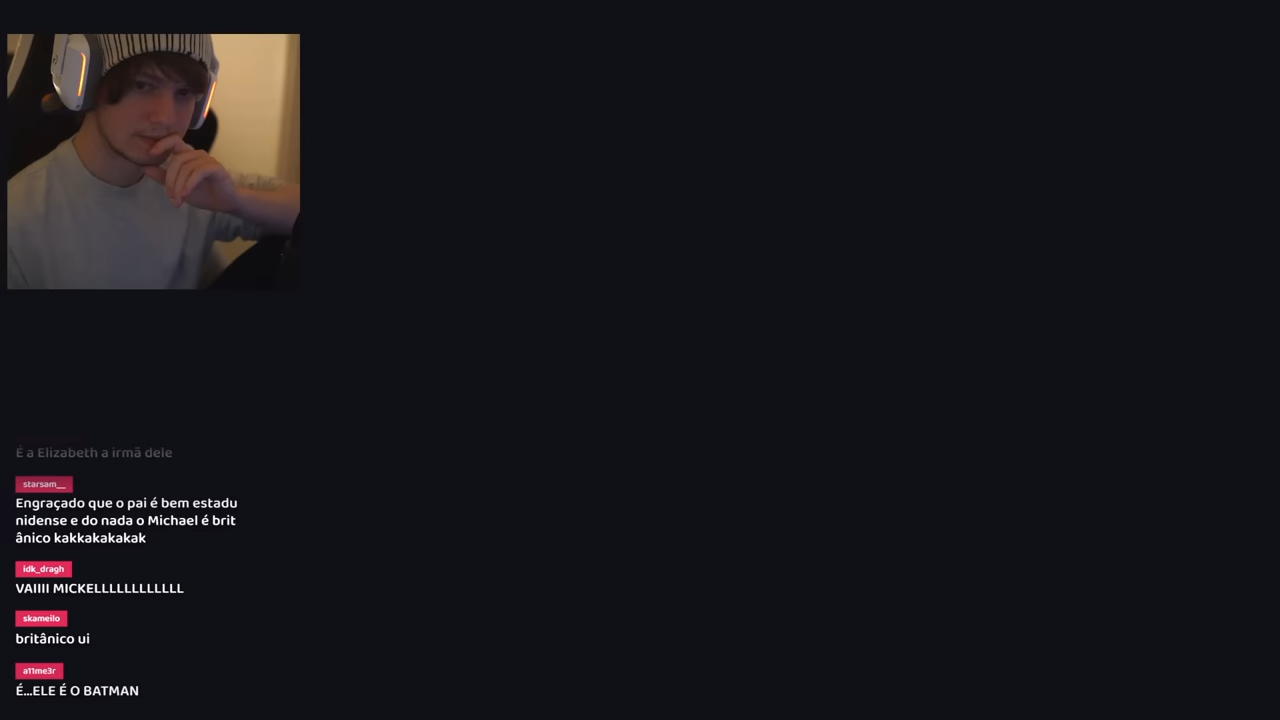 É a Elizabeth a irmã dele
starsam__
Engraçado que o pai é bem estadu
nidense e do nada o Michael é brit
ânico kakkakakakak
idk_dragh
VAIIII MICKELLLLLLLLLLLL
skameilo
britânico ui
a11me3r
É...ELE É O BATMAN